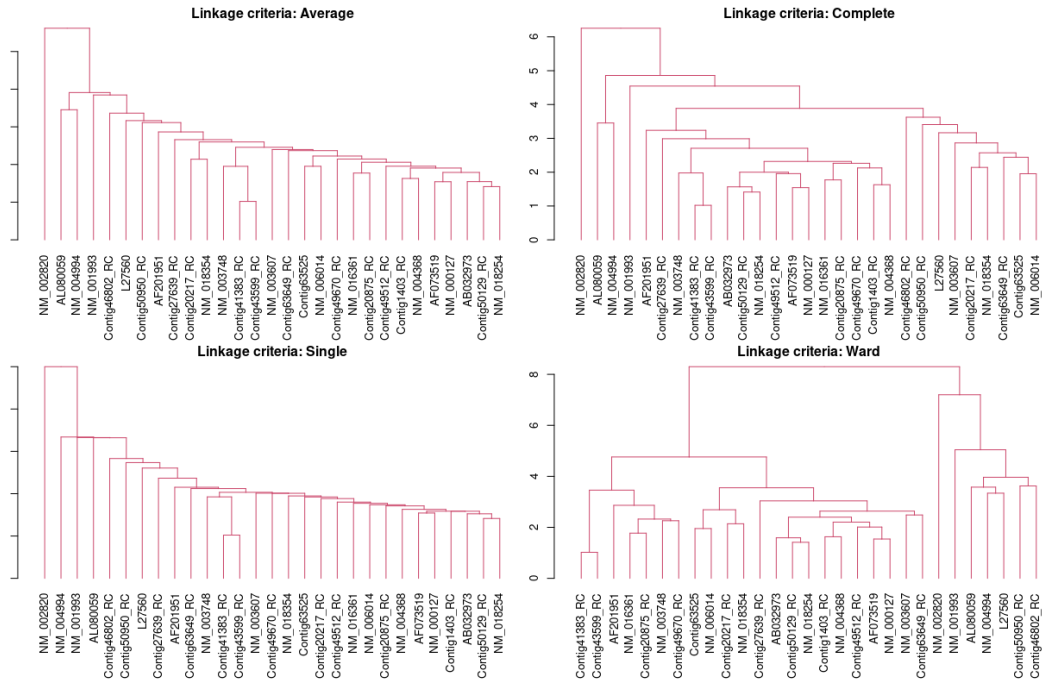 Linkage criteria: Average
NM_002820
AL080059
NM_004994
NM_001993
Contig46802_RC
L27560
Contig50950_RC
AF201951
Contig27639_RC
Contig20217_RC
NM_018354
NM_003748
Contig41383_RC
Contig43599_RC
NM_003607
Contig63649_RC
Contig63525
NM_006014
Contig49670_RC
NM_016361
Contig20875_RC
Contig49512_RC
Contig1403_RC
NM_004368
AF073519
NM_000127
AB032973
Contig50129_RC
NM_018254
Linkage criteria: Complete
6
5
4
3
2
1
0
NM_002820
AL080059
NM_004994
NM_001993
AF201951
Contig27639_RC
NM_003748
Contig41383_RC
Contig43599_RC
AB032973
Contig50129_RC
NM_018254
Contig49512_RC
AF073519
NM_000127
NM_016361
Contig20875_RC
Contig49670_RC
Contig1403_RC
NM_004368
Contig46802_RC
Contig50950_RC
L27560
NM_003607
Contig20217_RC
NM_018354
Contig63649_RC
Contig63525
NM_006014
Linkage criteria: Single
NM_002820
NM_004994
NM_001993
AL080059
Contig46802_RC
Contig50950_RC
L27560
Contig27639_RC
AF201951
Contig63649_RC
NM_003748
Contig41383_RC
Contig43599_RC
NM_003607
Contig49670_RC
NM_018354
Contig63525
Contig20217_RC
Contig49512_RC
NM_016361
NM_006014
Contig20875_RC
NM_004368
AF073519
NM_000127
Contig1403_RC
AB032973
Contig50129_RC
NM_018254
Linkage criteria: Ward
8
6
4
2
0
Contig41383_RC
Contig43599_RC
AF201951
NM_016361
Contig20875_RC
NM_003748
Contig49670_RC
Contig63525
NM_006014
Contig20217_RC
NM_018354
Contig27639_RC
AB032973
Contig50129_RC
NM_018254
Contig1403_RC
NM_004368
Contig49512_RC
AF073519
NM_000127
NM_003607
Contig63649_RC
NM_002820
NM_001993
AL080059
NM_004994
L27560
Contig50950_RC
Contig46802_RC